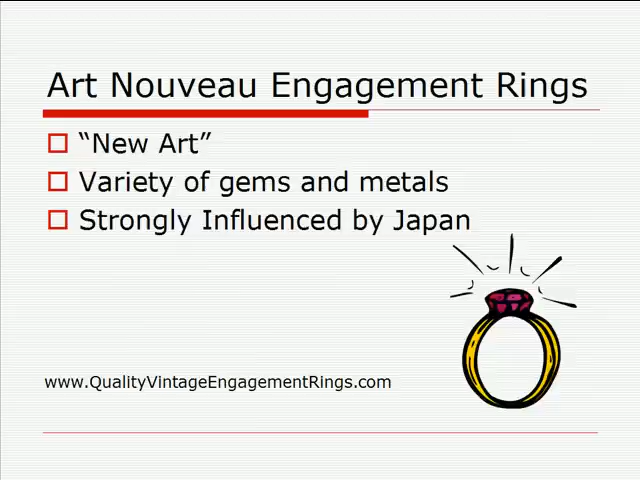 Art Nouveau Engagement Rings
“New Art”
Variety of gems and metals
Strongly Influenced by Japan
www.QualityVintageEngagementRings.com